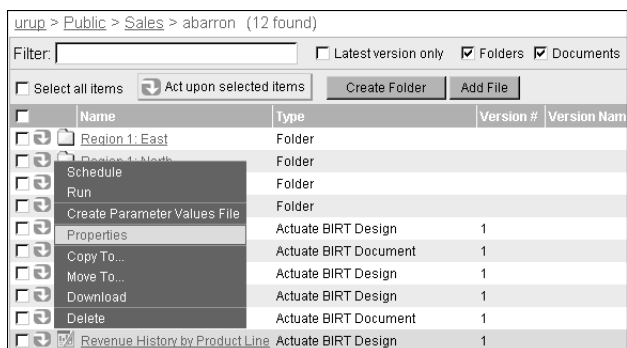 urup > Public > Sales > abarron (12 found)
Filter: Latest version only Folders Documents
Select all items Act upon selected items Create Folder Add File
Name Type Version # Version Nam
Region 1: East Folder
Region 1: North Folder
Schedule
Folder
Run
Folder
Create Parameter Values File
Properties Actuate BIRT Design 1
Copy To... Actuate BIRT Document 1
Move To... Actuate BIRT Design 1
Download Actuate BIRT Design 1
Delete Actuate BIRT Document 1
Revenue History by Product Line Actuate BIRT Design 1